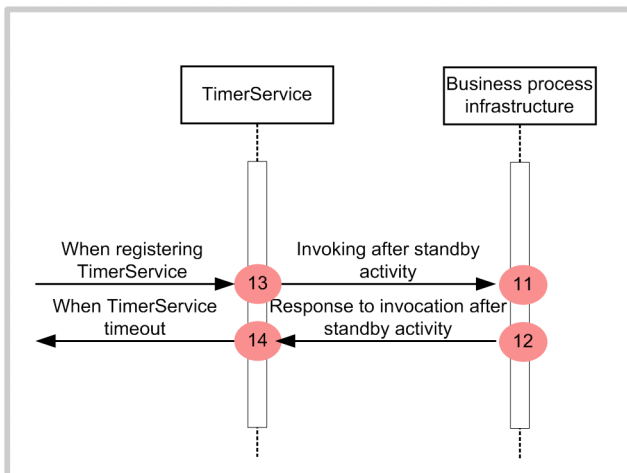 TimerService
Business process
infrastructure
When registering
TimerService
Invoking after standby
activity
13
11
When TimerService
timeout
Response to invocation after
standby activity
14
12